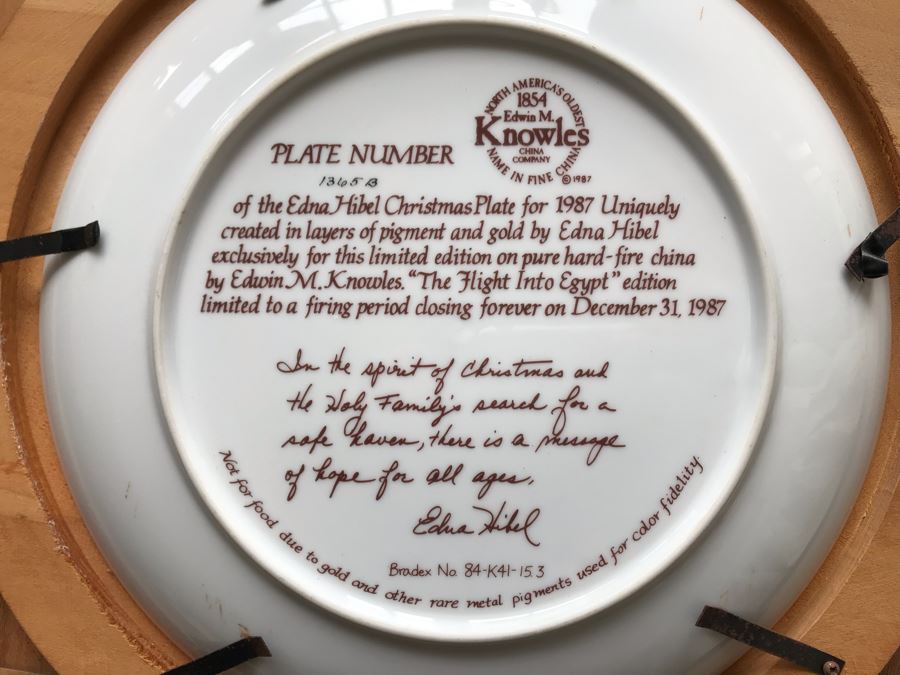 NORTH AMERICA'S OLDEST
1854
Edwin M.
Knowles
CHINA
COMPANY
NAME IN FINE CHINA
©1987
PLATE NUMBER
1365B
of the Edna Hibel Christmas Plate for 1987 Uniquely
created in layers of pigment and gold by Edna Hibel
exclusively for this limited edition on pure hard-fire china
by Edwin M. Knowles. "The Flight Into Egypt" edition
limited to a firing period closing forever on December 31, 1987
In the spirit of Christmas and
the Holy Family's search for a
safe haven, there is a message
of hope for all ages.
Edna Hibel
Bradex No. 84-K41-15.3
Not for food due to gold and other rare metal pigments used for color fidelity.